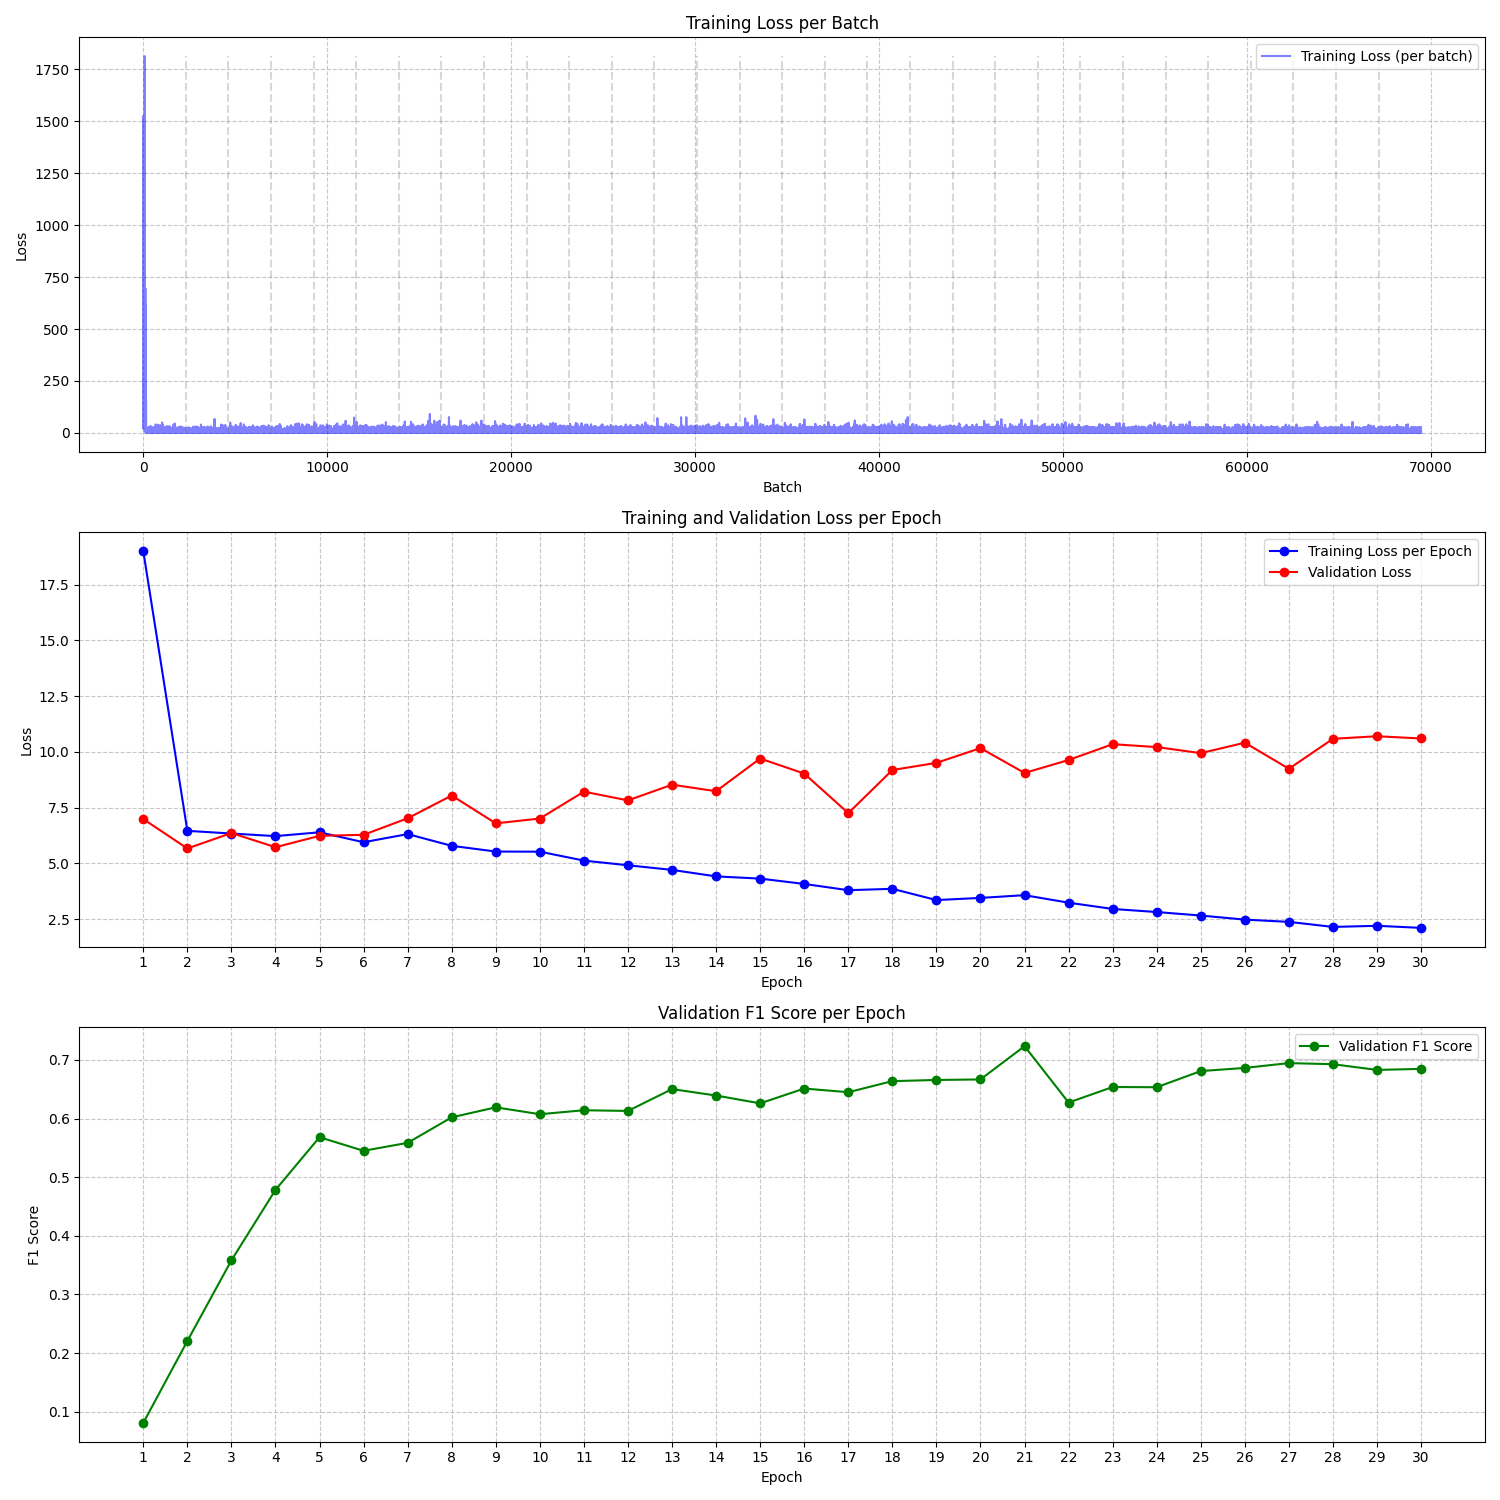 Training Loss per Batch
Training Loss (per batch)
1750
1500
1250
1000
750
500
250
0
Loss
0 10000 20000 30000 40000 50000 60000 70000
Batch
Training and Validation Loss per Epoch
Training Loss per Epoch
Validation Loss
17.5
15.0
12.5
10.0
7.5
5.0
2.5
Loss
1 2 3 4 5 6 7 8 9 10 11 12 13 14 15 16 17 18 19 20 21 22 23 24 25 26 27 28 29 30
Epoch
Validation F1 Score per Epoch
Validation F1 Score
0.7
0.6
0.5
0.4
0.3
0.2
0.1
F1 Score
1 2 3 4 5 6 7 8 9 10 11 12 13 14 15 16 17 18 19 20 21 22 23 24 25 26 27 28 29 30
Epoch